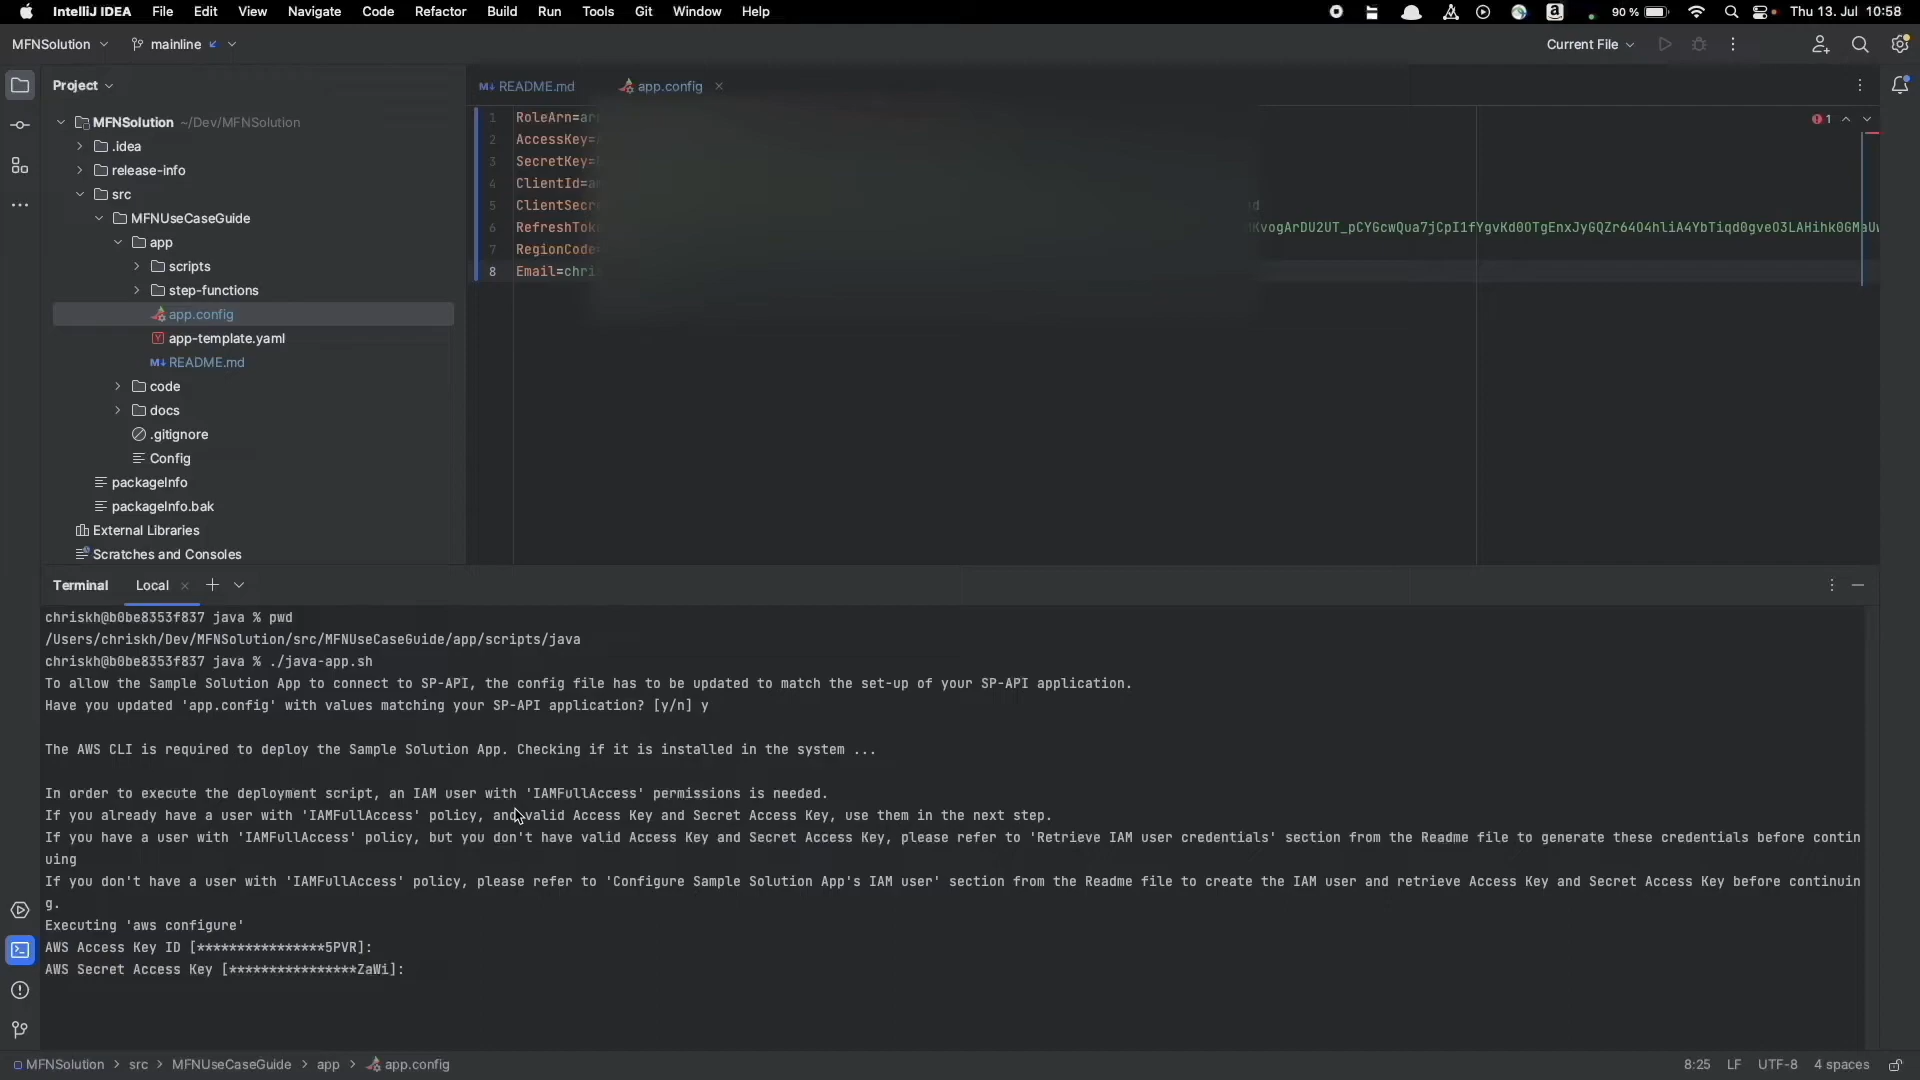 IntelliJ IDEA File Edit View Navigate Code Refactor Build Run Tools Git Window Help 90 % Thu 13. Jul 10:58
MFNSolution mainline Current File
Project
README.md app.config
MFNSolution ~/Dev/MFNSolution
.idea
release-info
src
MFNUseCaseGuide
app
scripts
step-functions
app.config
app-template.yaml
README.md
code
docs
.gitignore
Config
packageInfo
packageInfo.bak
External Libraries
Scratches and Consoles
1 RoleArn=ar
2 AccessKey=
3 SecretKey=
4 ClientId=a
5 ClientSecr
6 RefreshTok
7 RegionCode=
8 Email=chri
1
Terminal Local
chriskh@b0be8353f837 java % pwd
/Users/chriskh/Dev/MFNSolution/src/MFNUseCaseGuide/app/scripts/java
chriskh@b0be8353f837 java % ./java-app.sh
To allow the Sample Solution App to connect to SP-API, the config file has to be updated to match the set-up of your SP-API application.
Have you updated 'app.config' with values matching your SP-API application? [y/n] y
The AWS CLI is required to deploy the Sample Solution App. Checking if it is installed in the system ...
In order to execute the deployment script, an IAM user with 'IAMFullAccess' permissions is needed.
If you already have a user with 'IAMFullAccess' policy, and valid Access Key and Secret Access Key, use them in the next step.
If you have a user with 'IAMFullAccess' policy, but you don't have valid Access Key and Secret Access Key, please refer to 'Retrieve IAM user credentials' section from the Readme file to generate these credentials before contin
uing
If you don't have a user with 'IAMFullAccess' policy, please refer to 'Configure Sample Solution App's IAM user' section from the Readme file to create the IAM user and retrieve Access Key and Secret Access Key before continuin
g.
Executing 'aws configure'
AWS Access Key ID [****************5PVR]:
AWS Secret Access Key [****************ZaWi]:
MFNSolution > src > MFNUseCaseGuide > app > app.config 8:25 LF UTF-8 4 spaces